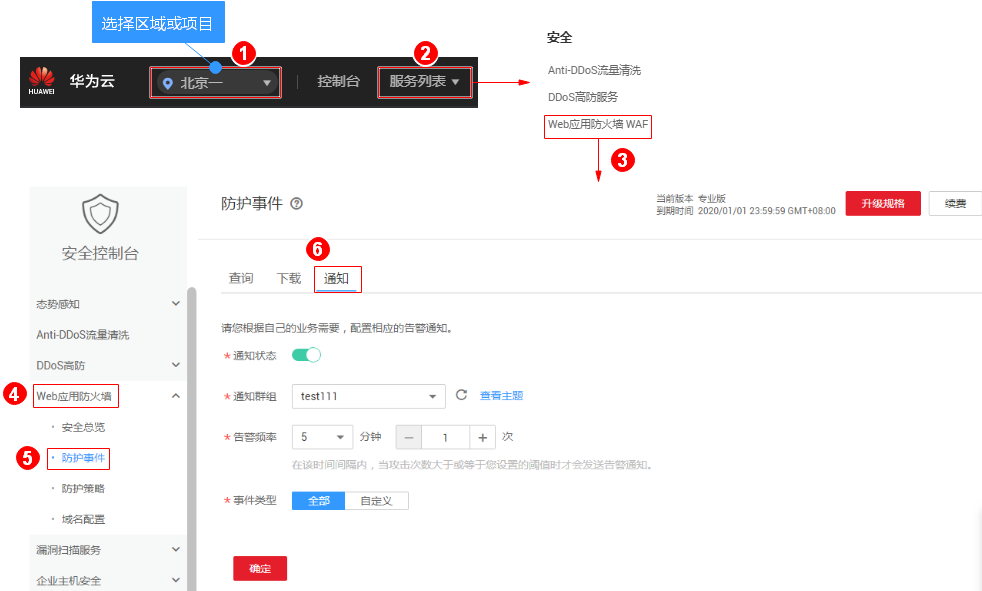 选择区域或项目
1
2
HUAWEI 华为云 北京一 控制台 服务列表
安全
Anti-DDoS流量清洗
DDoS高防服务
Web应用防火墙 WAF
3
安全控制台
态势感知
Anti-DDoS流量清洗
DDoS高防
4 Web应用防火墙
· 安全总览
5 · 防护事件
· 防护策略
· 域名配置
漏洞扫描服务
企业主机安全
防护事件 ?
当前版本 专业版
到期时间 2020/01/01 23:59:59 GMT+08:00
升级规格 续费
6
查询 下载 通知
请您根据自己的业务需要，配置相应的告警通知。
* 通知状态
* 通知群组 test111 查看主题
* 告警频率 5 分钟 − 1 + 次
在该时间间隔内，当攻击次数大于或等于您设置的阈值时才会发送告警通知。
* 事件类型 全部 自定义
确定